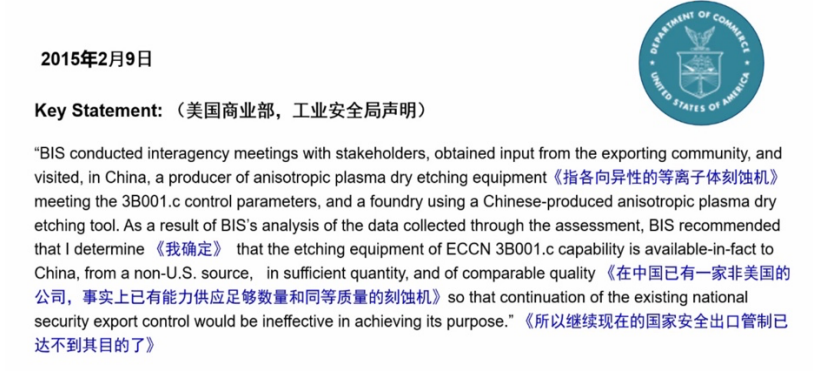 2015年2月9日
DEPARTMENT OF COMMERCE
UNITED STATES OF AMERICA
Key Statement: （美国商业部，工业安全局声明）
“BIS conducted interagency meetings with stakeholders, obtained input from the exporting community, and
visited, in China, a producer of anisotropic plasma dry etching equipment《指各向异性的等离子体刻蚀机》
meeting the 3B001.c control parameters, and a foundry using a Chinese-produced anisotropic plasma dry
etching tool. As a result of BIS’s analysis of the data collected through the assessment, BIS recommended
that I determine 《我确定》 that the etching equipment of ECCN 3B001.c capability is available-in-fact to
China, from a non-U.S. source, in sufficient quantity, and of comparable quality 《在中国已有一家非美国的
公司，事实上已有能力供应足够数量和同等质量的刻蚀机》so that continuation of the existing national
security export control would be ineffective in achieving its purpose.” 《所以继续现在的国家安全出口管制已
达不到其目的了》